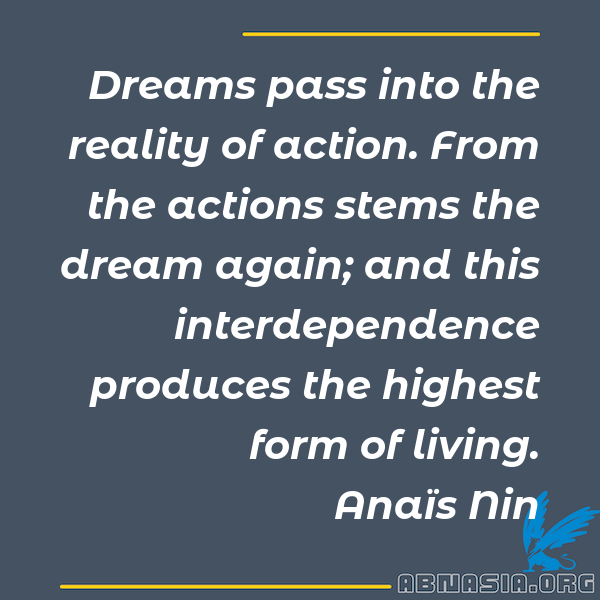 Dreams pass into the
reality of action. From
the actions stems the
dream again; and this
interdependence
produces the highest
form of living.
Anaïs Nin
ABNASIA.ORG